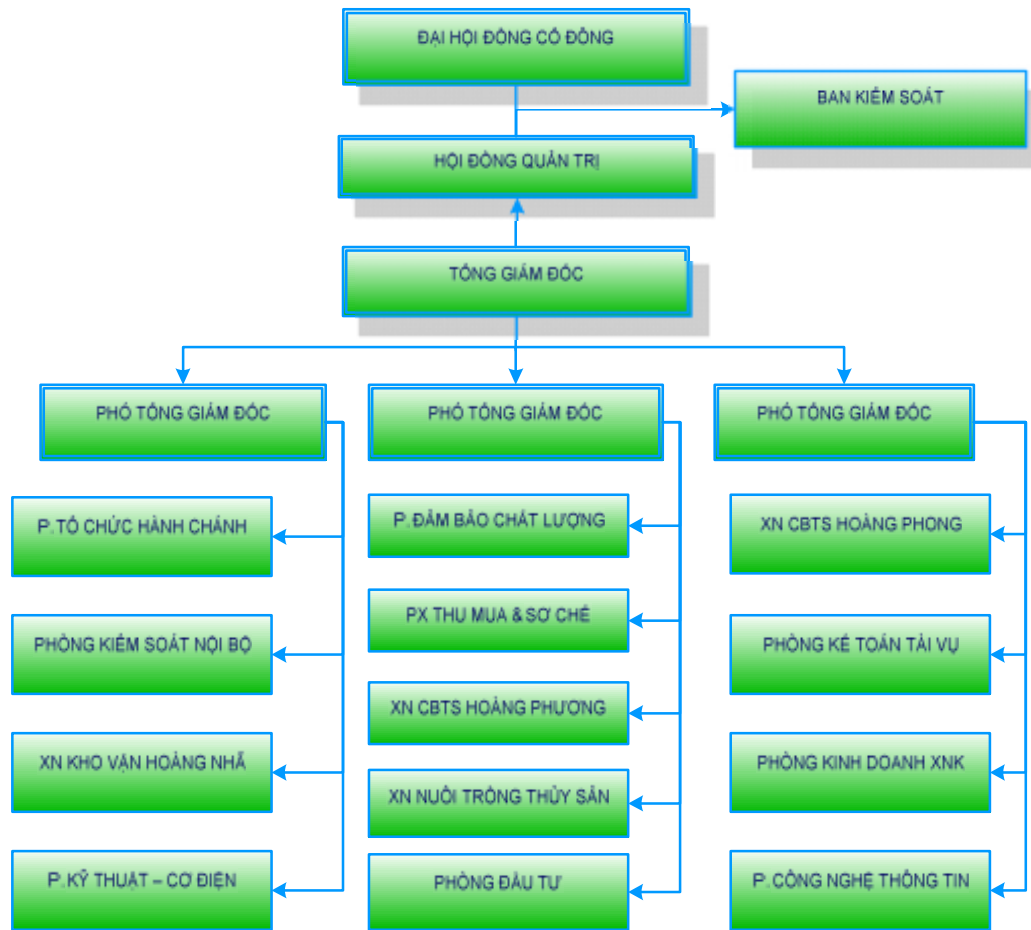 ĐẠI HỘI ĐỒNG CỔ ĐÔNG
BAN KIỂM SOÁT
HỘI ĐỒNG QUẢN TRỊ
TỔNG GIÁM ĐỐC
PHÓ TỔNG GIÁM ĐỐC
PHÓ TỔNG GIÁM ĐỐC
PHÓ TỔNG GIÁM ĐỐC
P.TỔ CHỨC HÀNH CHÁNH
PHÒNG KIỂM SOÁT NỘI BỘ
XN KHO VẬN HOÀNG NHÃ
P.KỸ THUẬT – CƠ ĐIỆN
P.ĐẢM BẢO CHẤT LƯỢNG
PX THU MUA & SƠ CHẾ
XN CBTS HOÀNG PHƯƠNG
XN NUÔI TRỒNG THỦY SẢN
PHÒNG ĐẦU TƯ
XN CBTS HOÀNG PHONG
PHÒNG KẾ TOÁN TÀI VỤ
PHÒNG KINH DOANH XNK
P.CÔNG NGHỆ THÔNG TIN